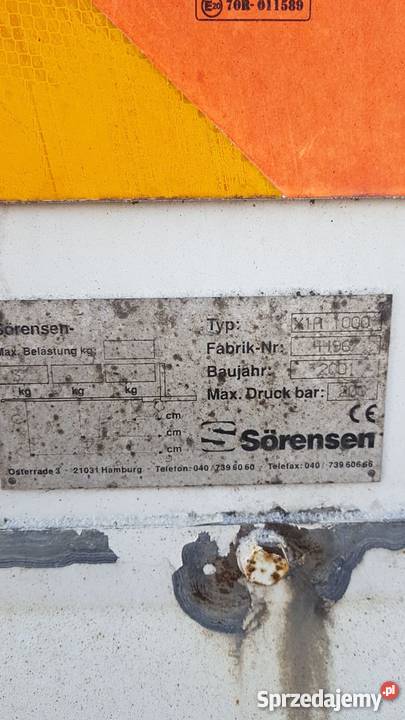 E20 70R-011589
Sörensen-
Typ: X1A 1000
Max. Belastung kg:
Fabrik-Nr:
Baujahr: 2001
kg kg kg
Max. Druck bar:
cm
CE
cm
Sörensen
cm
Osterrade 3 - 21031 Hamburg Telefon: 040 / 739 60 60 Telefax: 040 / 739 606 66
Sprzedajemy.pl